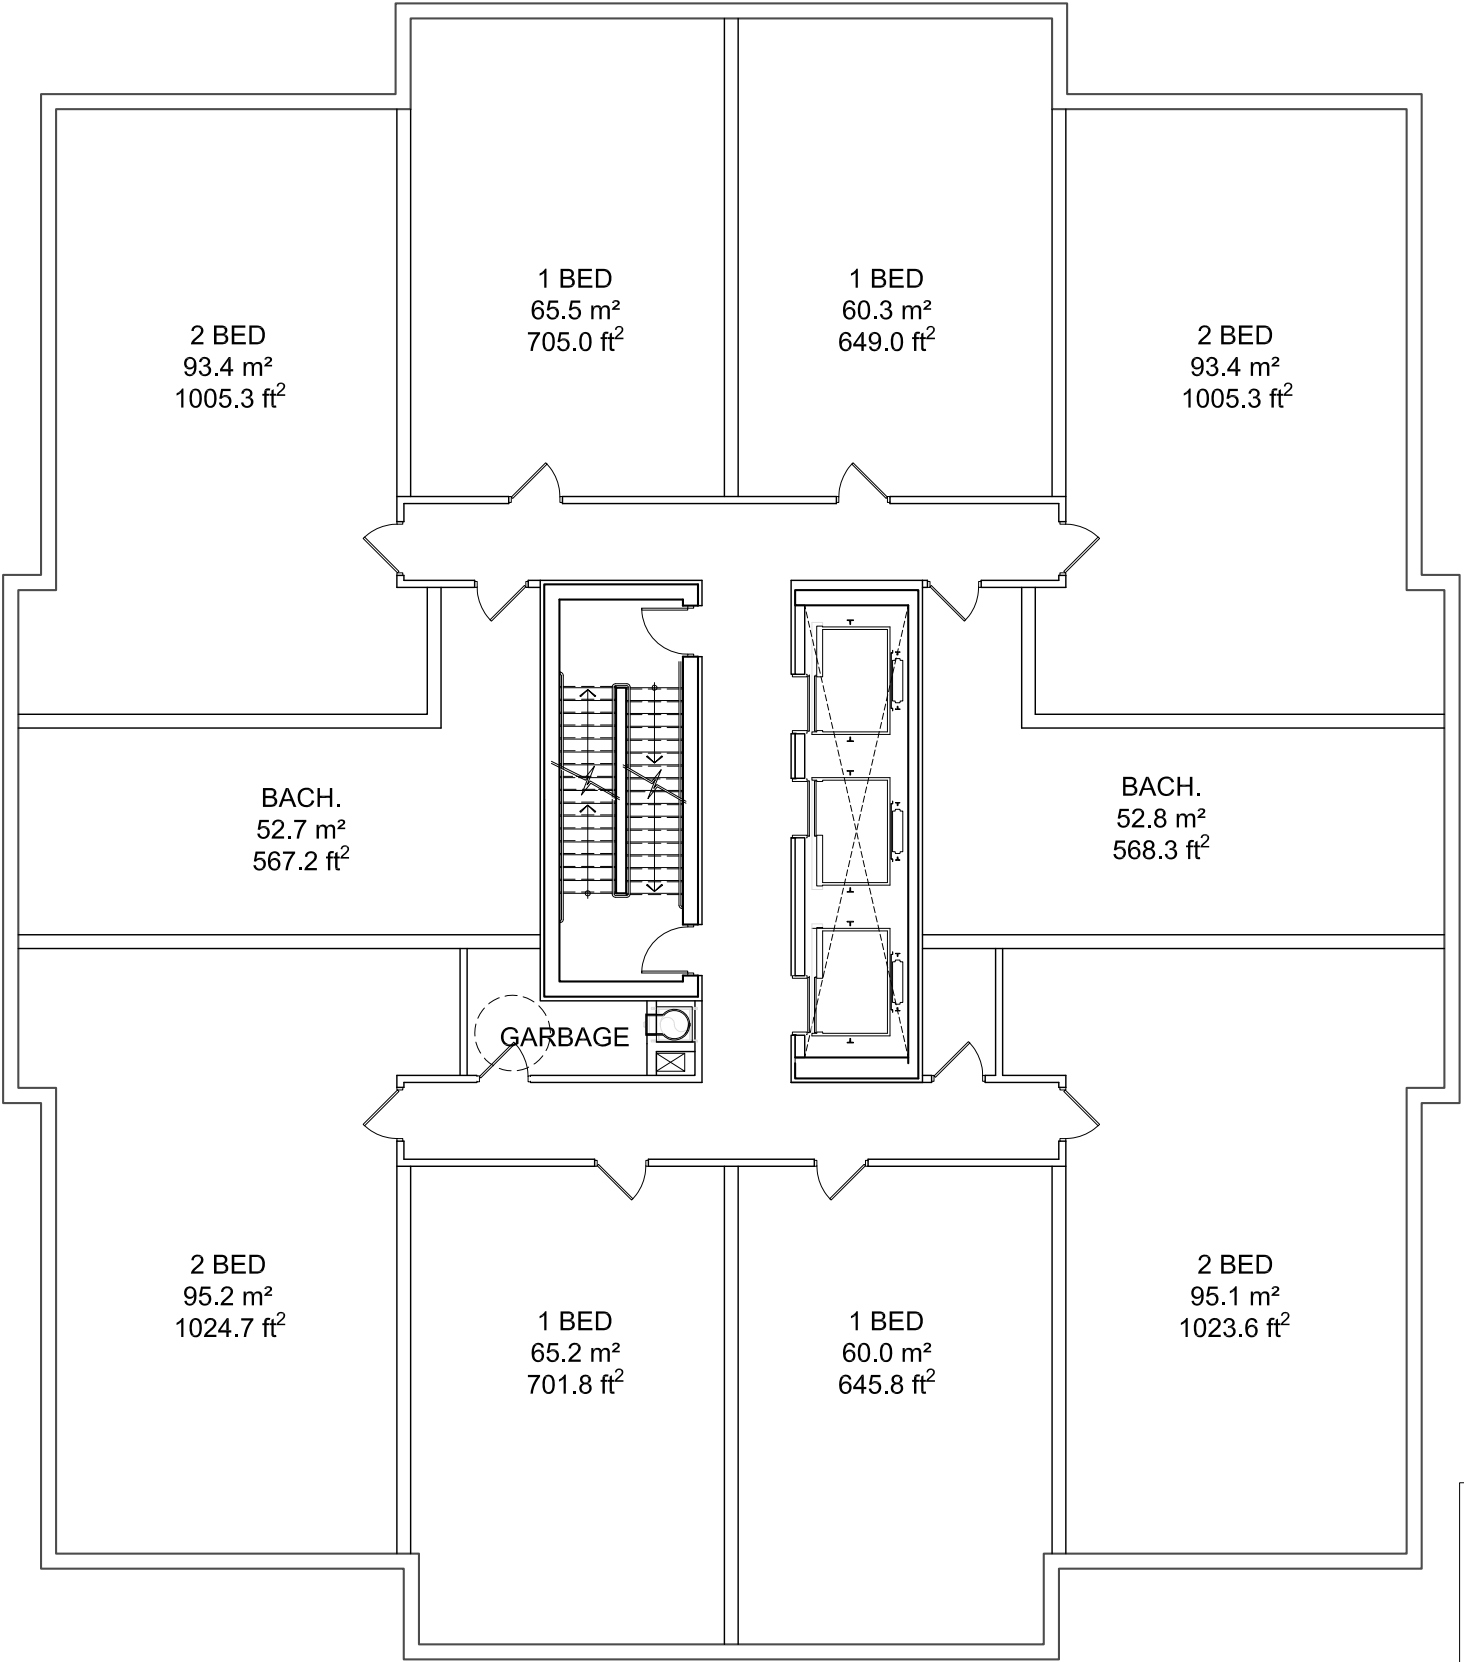 1 BED
65.5 m²
705.0 ft²
1 BED
60.3 m²
649.0 ft²
2 BED
93.4 m²
1005.3 ft²
2 BED
93.4 m²
1005.3 ft²
BACH.
52.7 m²
567.2 ft²
BACH.
52.8 m²
568.3 ft²
GARBAGE
2 BED
95.2 m²
1024.7 ft²
1 BED
65.2 m²
701.8 ft²
1 BED
60.0 m²
645.8 ft²
2 BED
95.1 m²
1023.6 ft²